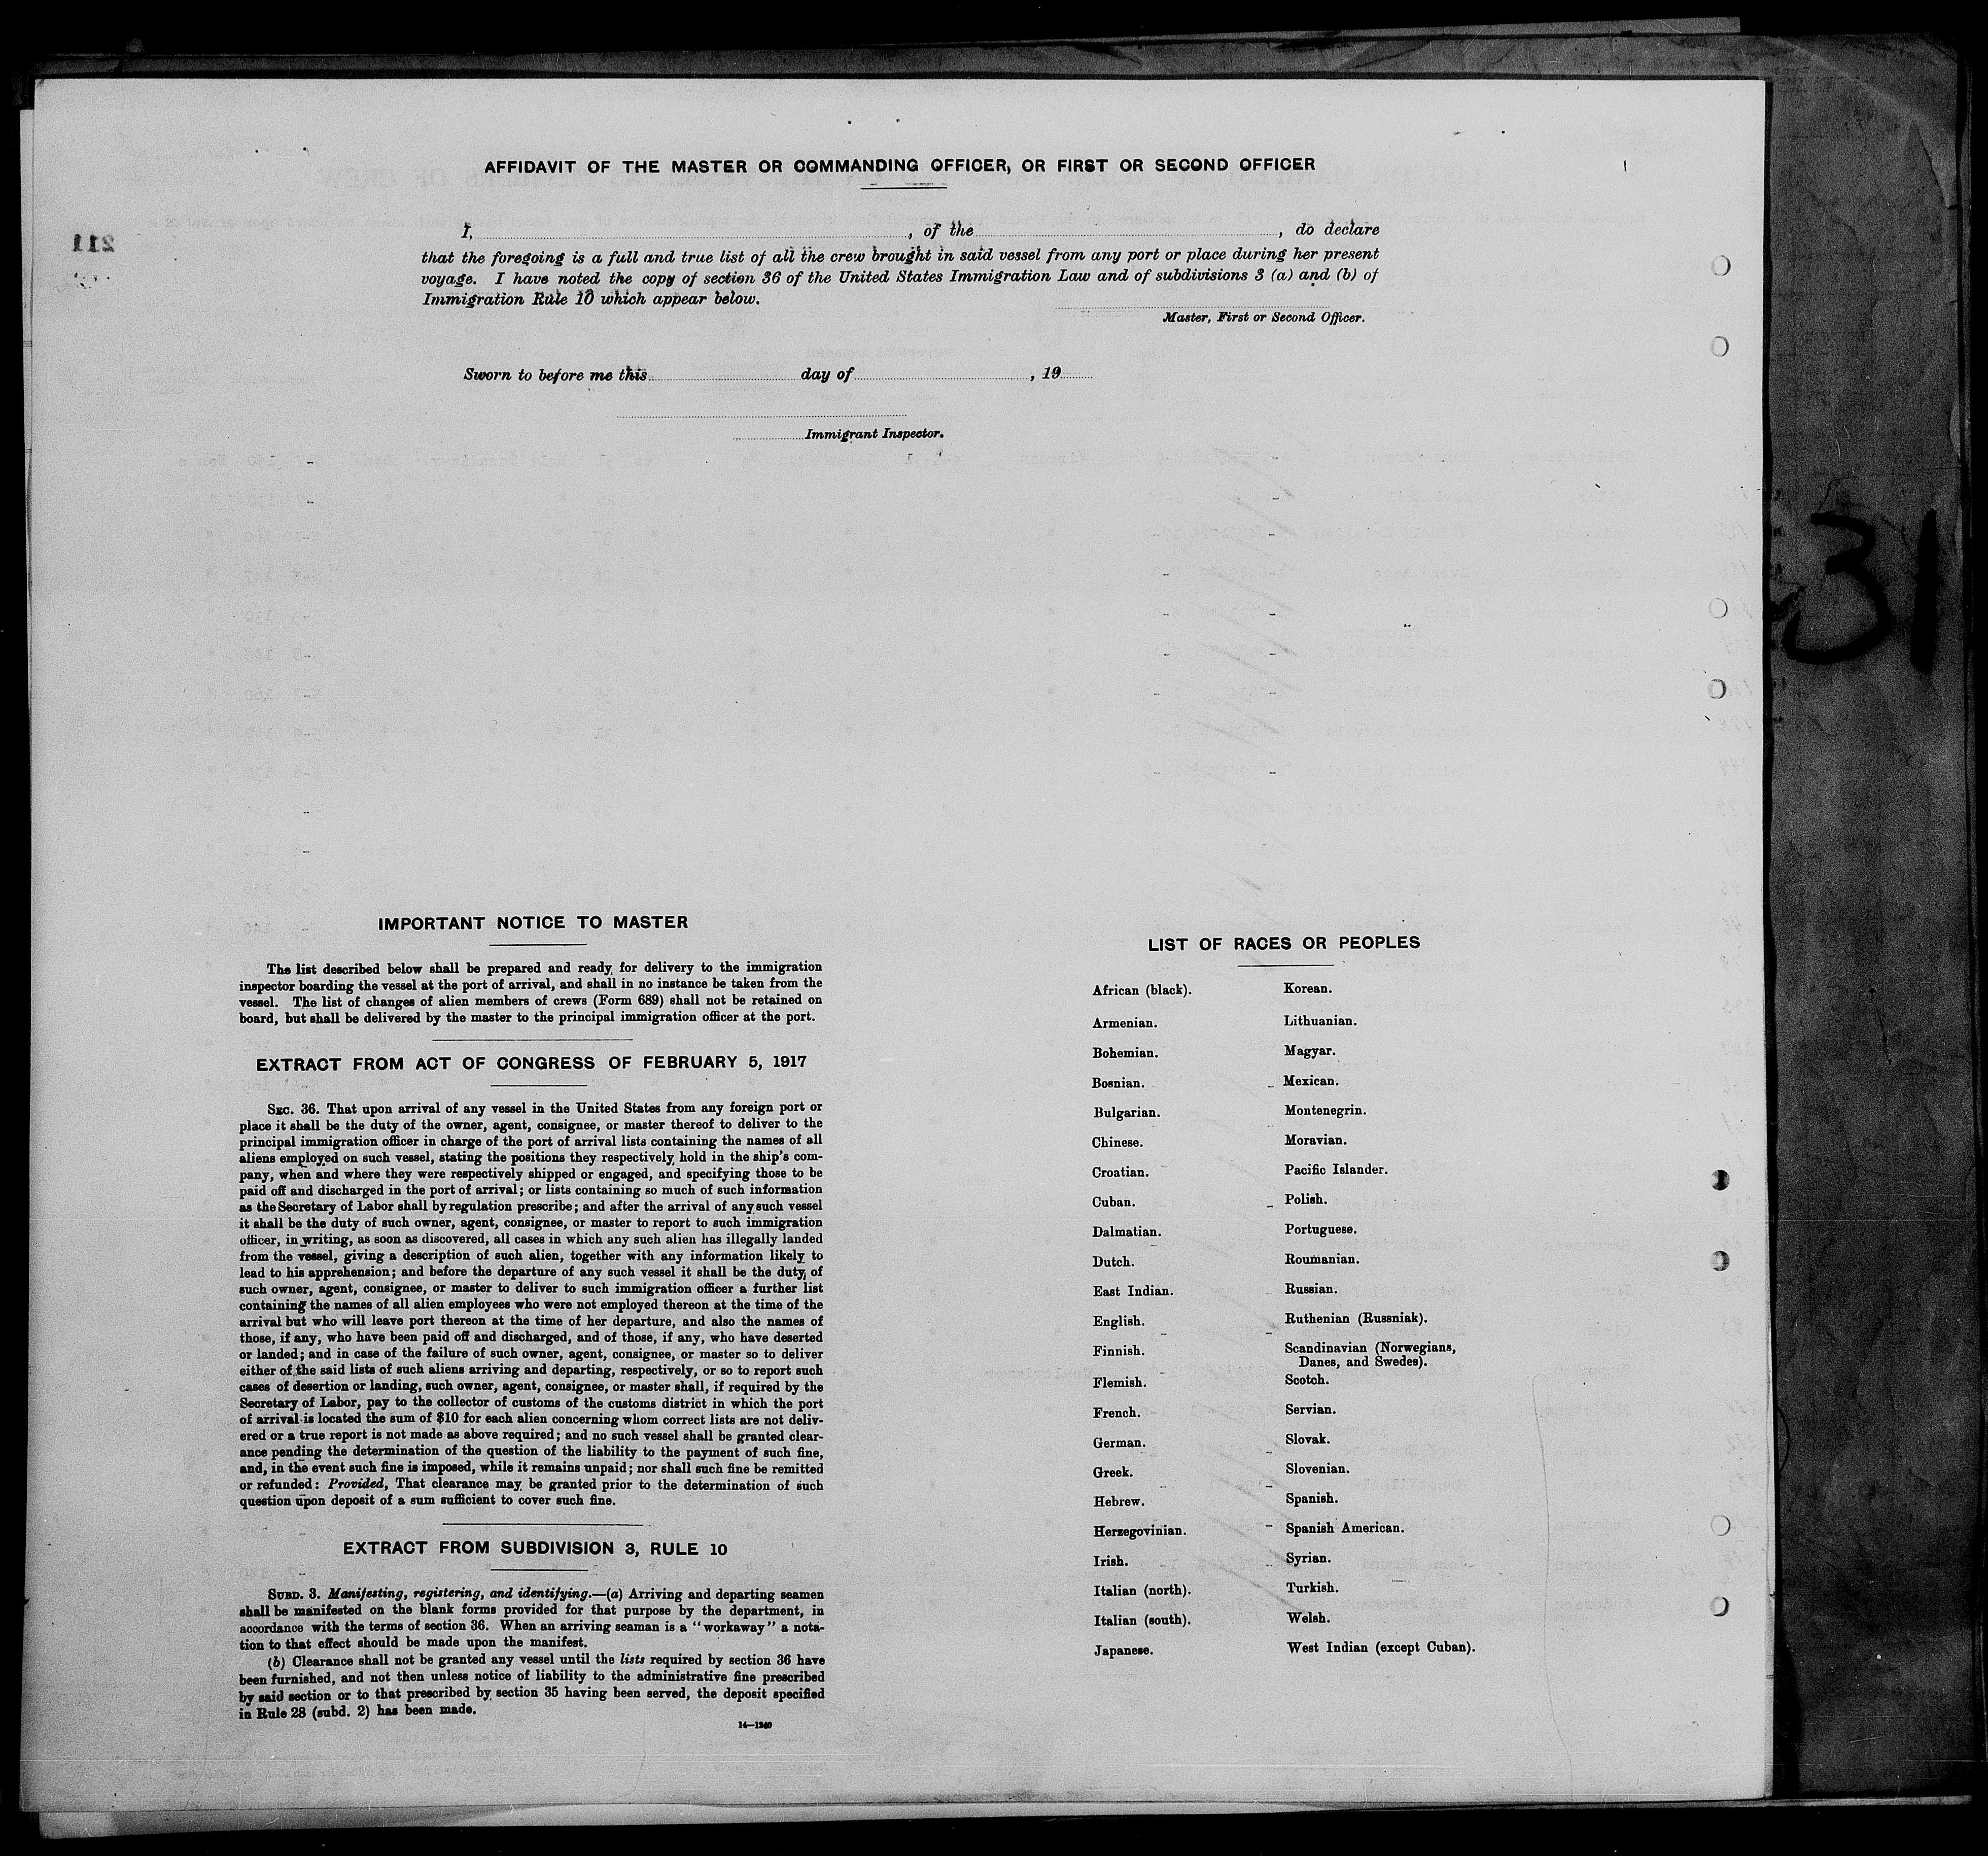 AFFIDAVIT OF THE MASTER OR COMMANDING OFFICER, OR FIRST OR SECOND OFFICER
I, , of the , do declare
that the foregoing is a full and true list of all the crew brought in said vessel from any port or place during her present
voyage. I have noted the copy of section 36 of the United States Immigration Law and of subdivisions 3 (a) and (b) of
Immigration Rule 10 which appear below.
Master, First or Second Officer.
Sworn to before me this day of , 19
Immigrant Inspector.
211
31
IMPORTANT NOTICE TO MASTER
The list described below shall be prepared and ready for delivery to the immigration
inspector boarding the vessel at the port of arrival, and shall in no instance be taken from the
vessel. The list of changes of alien members of crews (Form 689) shall not be retained on
board, but shall be delivered by the master to the principal immigration officer at the port.
EXTRACT FROM ACT OF CONGRESS OF FEBRUARY 5, 1917
SEC. 36. That upon arrival of any vessel in the United States from any foreign port or
place it shall be the duty of the owner, agent, consignee, or master thereof to deliver to the
principal immigration officer in charge of the port of arrival lists containing the names of all
aliens employed on such vessel, stating the positions they respectively hold in the ship's com-
pany, when and where they were respectively shipped or engaged, and specifying those to be
paid off and discharged in the port of arrival; or lists containing so much of such information
as the Secretary of Labor shall by regulation prescribe; and after the arrival of any such vessel
it shall be the duty of such owner, agent, consignee, or master to report to such immigration
officer, in writing, as soon as discovered, all cases in which any such alien has illegally landed
from the vessel, giving a description of such alien, together with any information likely to
lead to his apprehension; and before the departure of any such vessel it shall be the duty of
such owner, agent, consignee, or master to deliver to such immigration officer a further list
containing the names of all alien employees who were not employed thereon at the time of the
arrival but who will leave port thereon at the time of her departure, and also the names of
those, if any, who have been paid off and discharged, and of those, if any, who have deserted
or landed; and in case of the failure of such owner, agent, consignee, or master so to deliver
either of the said lists of such aliens arriving and departing, respectively, or so to report such
cases of desertion or landing, such owner, agent, consignee, or master shall, if required by the
Secretary of Labor, pay to the collector of customs of the customs district in which the port
of arrival is located the sum of $10 for each alien concerning whom correct lists are not deliv-
ered or a true report is not made as above required; and no such vessel shall be granted clear-
ance pending the determination of the question of the liability to the payment of such fine,
and, in the event such fine is imposed, while it remains unpaid; nor shall such fine be remitted
or refunded: Provided, That clearance may be granted prior to the determination of such
question upon deposit of a sum sufficient to cover such fine.
EXTRACT FROM SUBDIVISION 3, RULE 10
SUBD. 3. Manifesting, registering, and identifying.—(a) Arriving and departing seamen
shall be manifested on the blank forms provided for that purpose by the department, in
accordance with the terms of section 36. When an arriving seaman is a "workaway" a nota-
tion to that effect should be made upon the manifest.
(b) Clearance shall not be granted any vessel until the lists required by section 36 have
been furnished, and not then unless notice of liability to the administrative fine prescribed
by said section or to that prescribed by section 35 having been served, the deposit specified
in Rule 28 (subd. 2) has been made.
14—1240
LIST OF RACES OR PEOPLES
African (black).
Armenian.
Bohemian.
Bosnian.
Bulgarian.
Chinese.
Croatian.
Cuban.
Dalmatian.
Dutch.
East Indian.
English.
Finnish.
Flemish.
French.
German.
Greek.
Hebrew.
Herzegovinian.
Irish.
Italian (north).
Italian (south).
Japanese.
Korean.
Lithuanian.
Magyar.
Mexican.
Montenegrin.
Moravian.
Pacific Islander.
Polish.
Portuguese.
Roumanian.
Russian.
Ruthenian (Russniak).
Scandinavian (Norwegians,
Danes, and Swedes).
Scotch.
Servian.
Slovak.
Slovenian.
Spanish.
Spanish American.
Syrian.
Turkish.
Welsh.
West Indian (except Cuban).